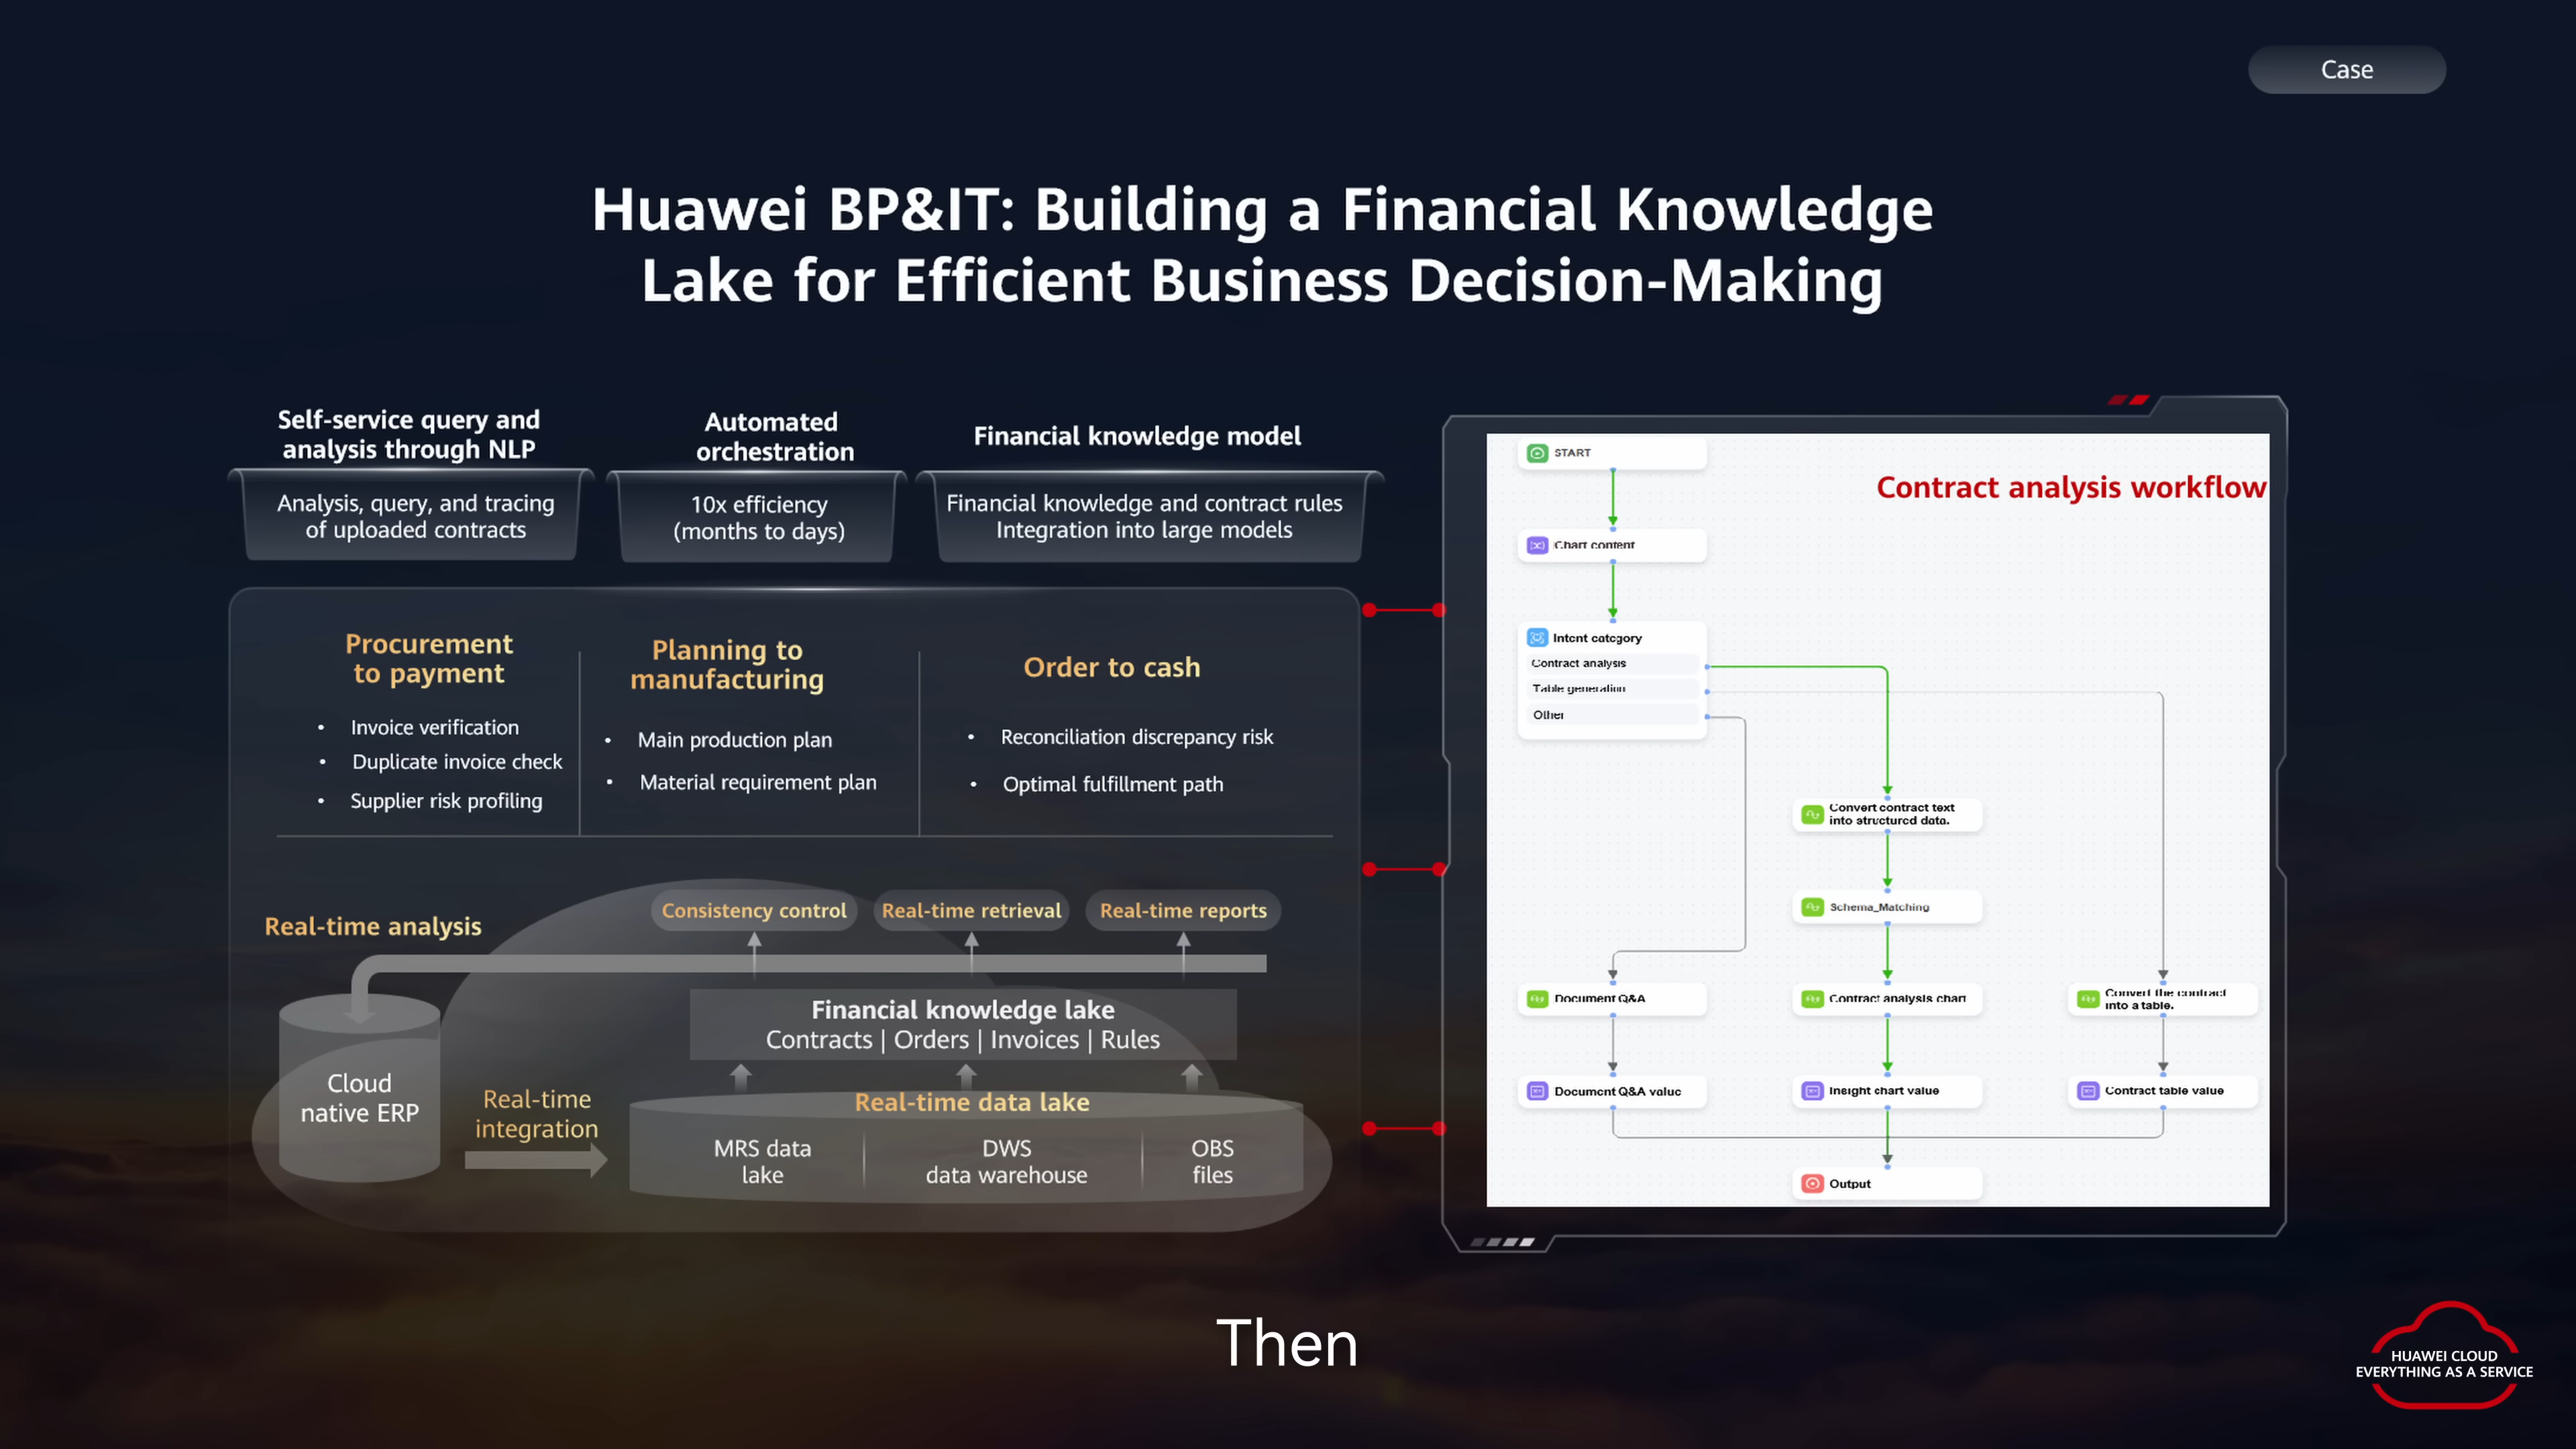 Case
Huawei BP&IT: Building a Financial Knowledge
Lake for Efficient Business Decision-Making
Self-service query and
analysis through NLP
Analysis, query, and tracing
of uploaded contracts
Automated
orchestration
10x efficiency
(months to days)
Financial knowledge model
Financial knowledge and contract rules
Integration into large models
Procurement
to payment
• Invoice verification
• Duplicate invoice check
• Supplier risk profiling
Planning to
manufacturing
• Main production plan
• Material requirement plan
Order to cash
• Reconciliation discrepancy risk
• Optimal fulfillment path
Real-time analysis
Consistency control
Real-time retrieval
Real-time reports
Financial knowledge lake
Contracts | Orders | Invoices | Rules
Cloud
native ERP
Real-time
integration
Real-time data lake
MRS data
lake
DWS
data warehouse
OBS
files
Contract analysis workflow
START
Chart content
Intent category
Contract analysis
Table generation
Other
Convert contract text
into structured data.
Schema_Matching
Document Q&A
Contract analysis chart
Convert the contract
into a table.
Document Q&A value
Insight chart value
Contract table value
Output
Then
HUAWEI CLOUD
EVERYTHING AS A SERVICE